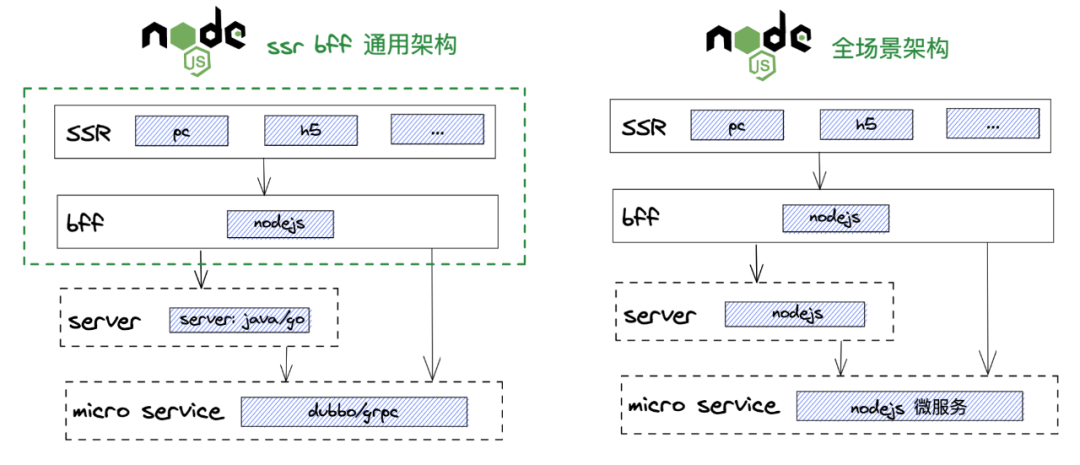 node JS ssr bff 通用架构
SSR pc h5 ...
bff nodejs
server server: java/go
micro service dubbo/grpc
node JS 全场景架构
SSR pc h5 ...
bff nodejs
server nodejs
micro service nodejs 微服务